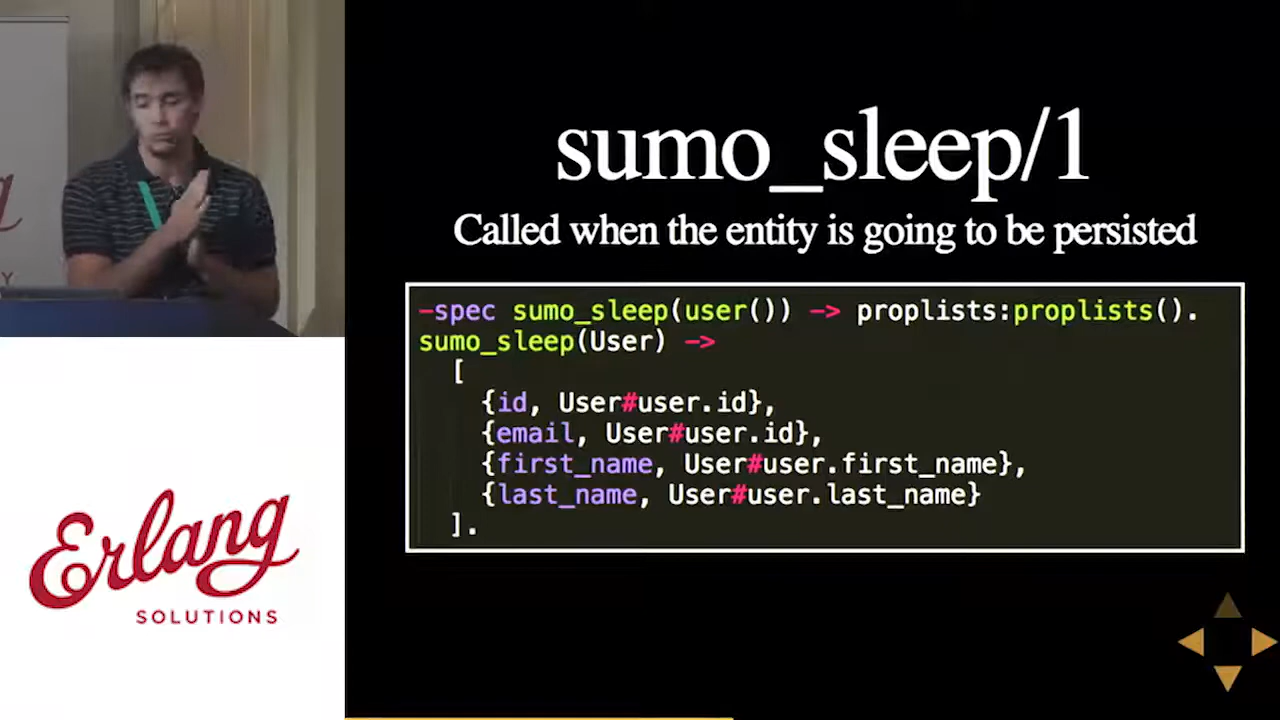 sumo_sleep/1
Called when the entity is going to be persisted
-spec sumo_sleep(user()) -> proplists:proplists().
sumo_sleep(User) ->
[
{id, User#user.id},
{email, User#user.id},
{first_name, User#user.first_name},
{last_name, User#user.last_name}
].
Erlang
SOLUTIONS